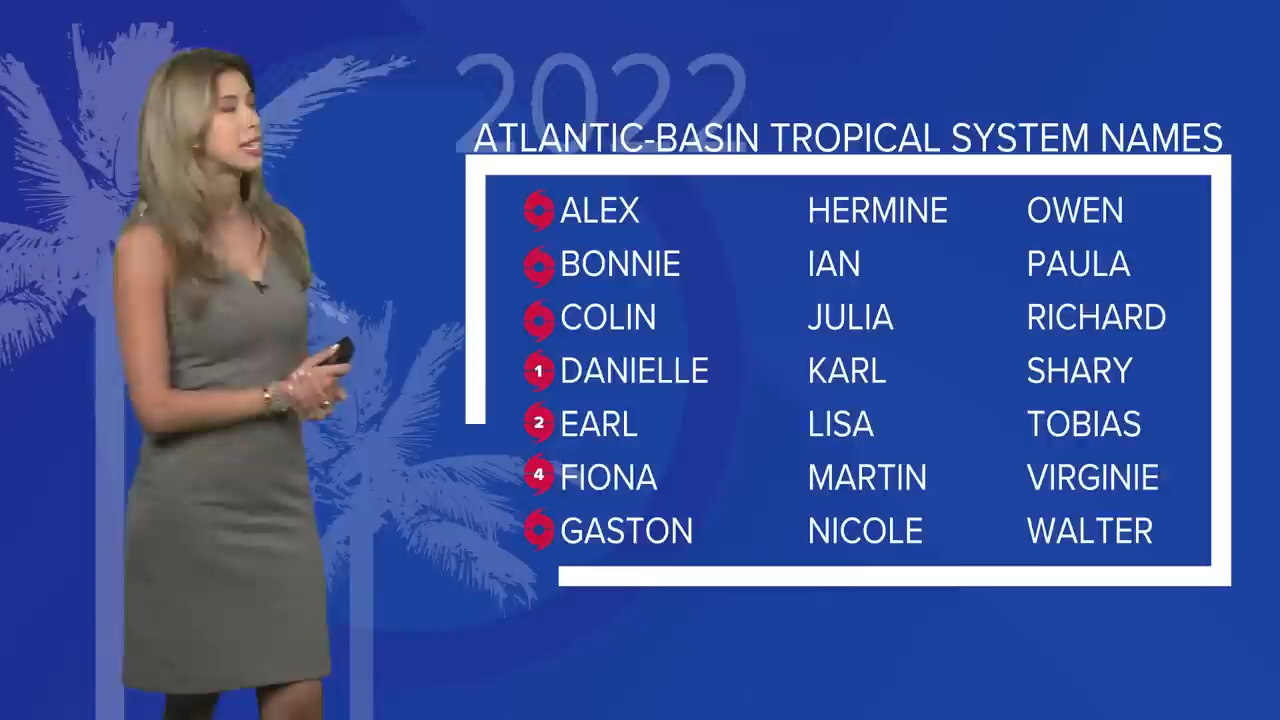 2022
ATLANTIC-BASIN TROPICAL SYSTEM NAMES
ALEX
BONNIE
COLIN
1 DANIELLE
2 EARL
4 FIONA
GASTON
HERMINE
IAN
JULIA
KARL
LISA
MARTIN
NICOLE
OWEN
PAULA
RICHARD
SHARY
TOBIAS
VIRGINIE
WALTER